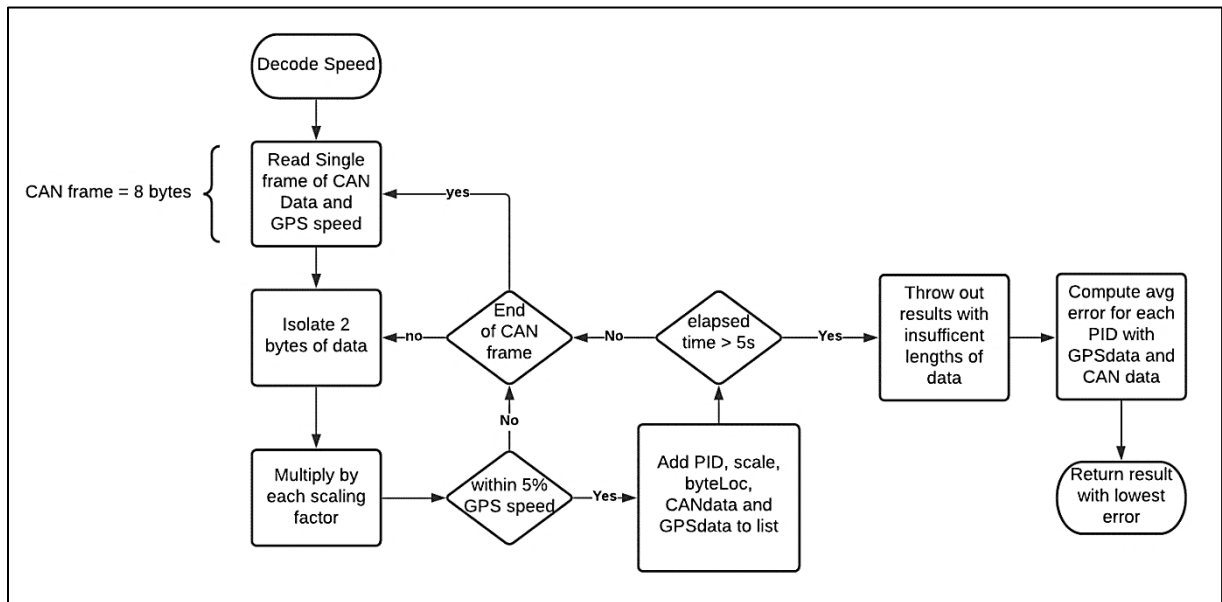 Decode Speed
CAN frame = 8 bytes
Read Single
frame of CAN
Data and
GPS speed
yes
Isolate 2
bytes of data
no
End
of CAN
frame
No
elapsed
time > 5s
Yes
Throw out
results with
insufficent
lengths of
data
Compute avg
error for each
PID with
GPSdata and
CAN data
No
Multiply by
each scaling
factor
within 5%
GPS speed
Yes
Add PID, scale,
byteLoc,
CANdata and
GPSdata to list
Return result
with lowest
error